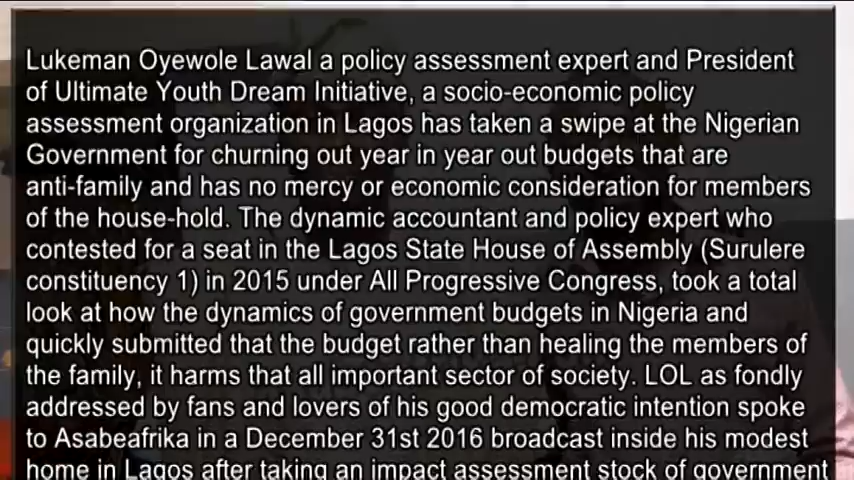 Lukeman Oyewole Lawal a policy assessment expert and President
of Ultimate Youth Dream Initiative, a socio-economic policy
assessment organization in Lagos has taken a swipe at the Nigerian
Government for churning out year in year out budgets that are
anti-family and has no mercy or economic consideration for members
of the house-hold. The dynamic accountant and policy expert who
contested for a seat in the Lagos State House of Assembly (Surulere
constituency 1) in 2015 under All Progressive Congress, took a total
look at how the dynamics of government budgets in Nigeria and
quickly submitted that the budget rather than healing the members of
the family, it harms that all important sector of society. LOL as fondly
addressed by fans and lovers of his good democratic intention spoke
to Asabeafrika in a December 31st 2016 broadcast inside his modest
home in Lagos after taking an impact assessment stock of government